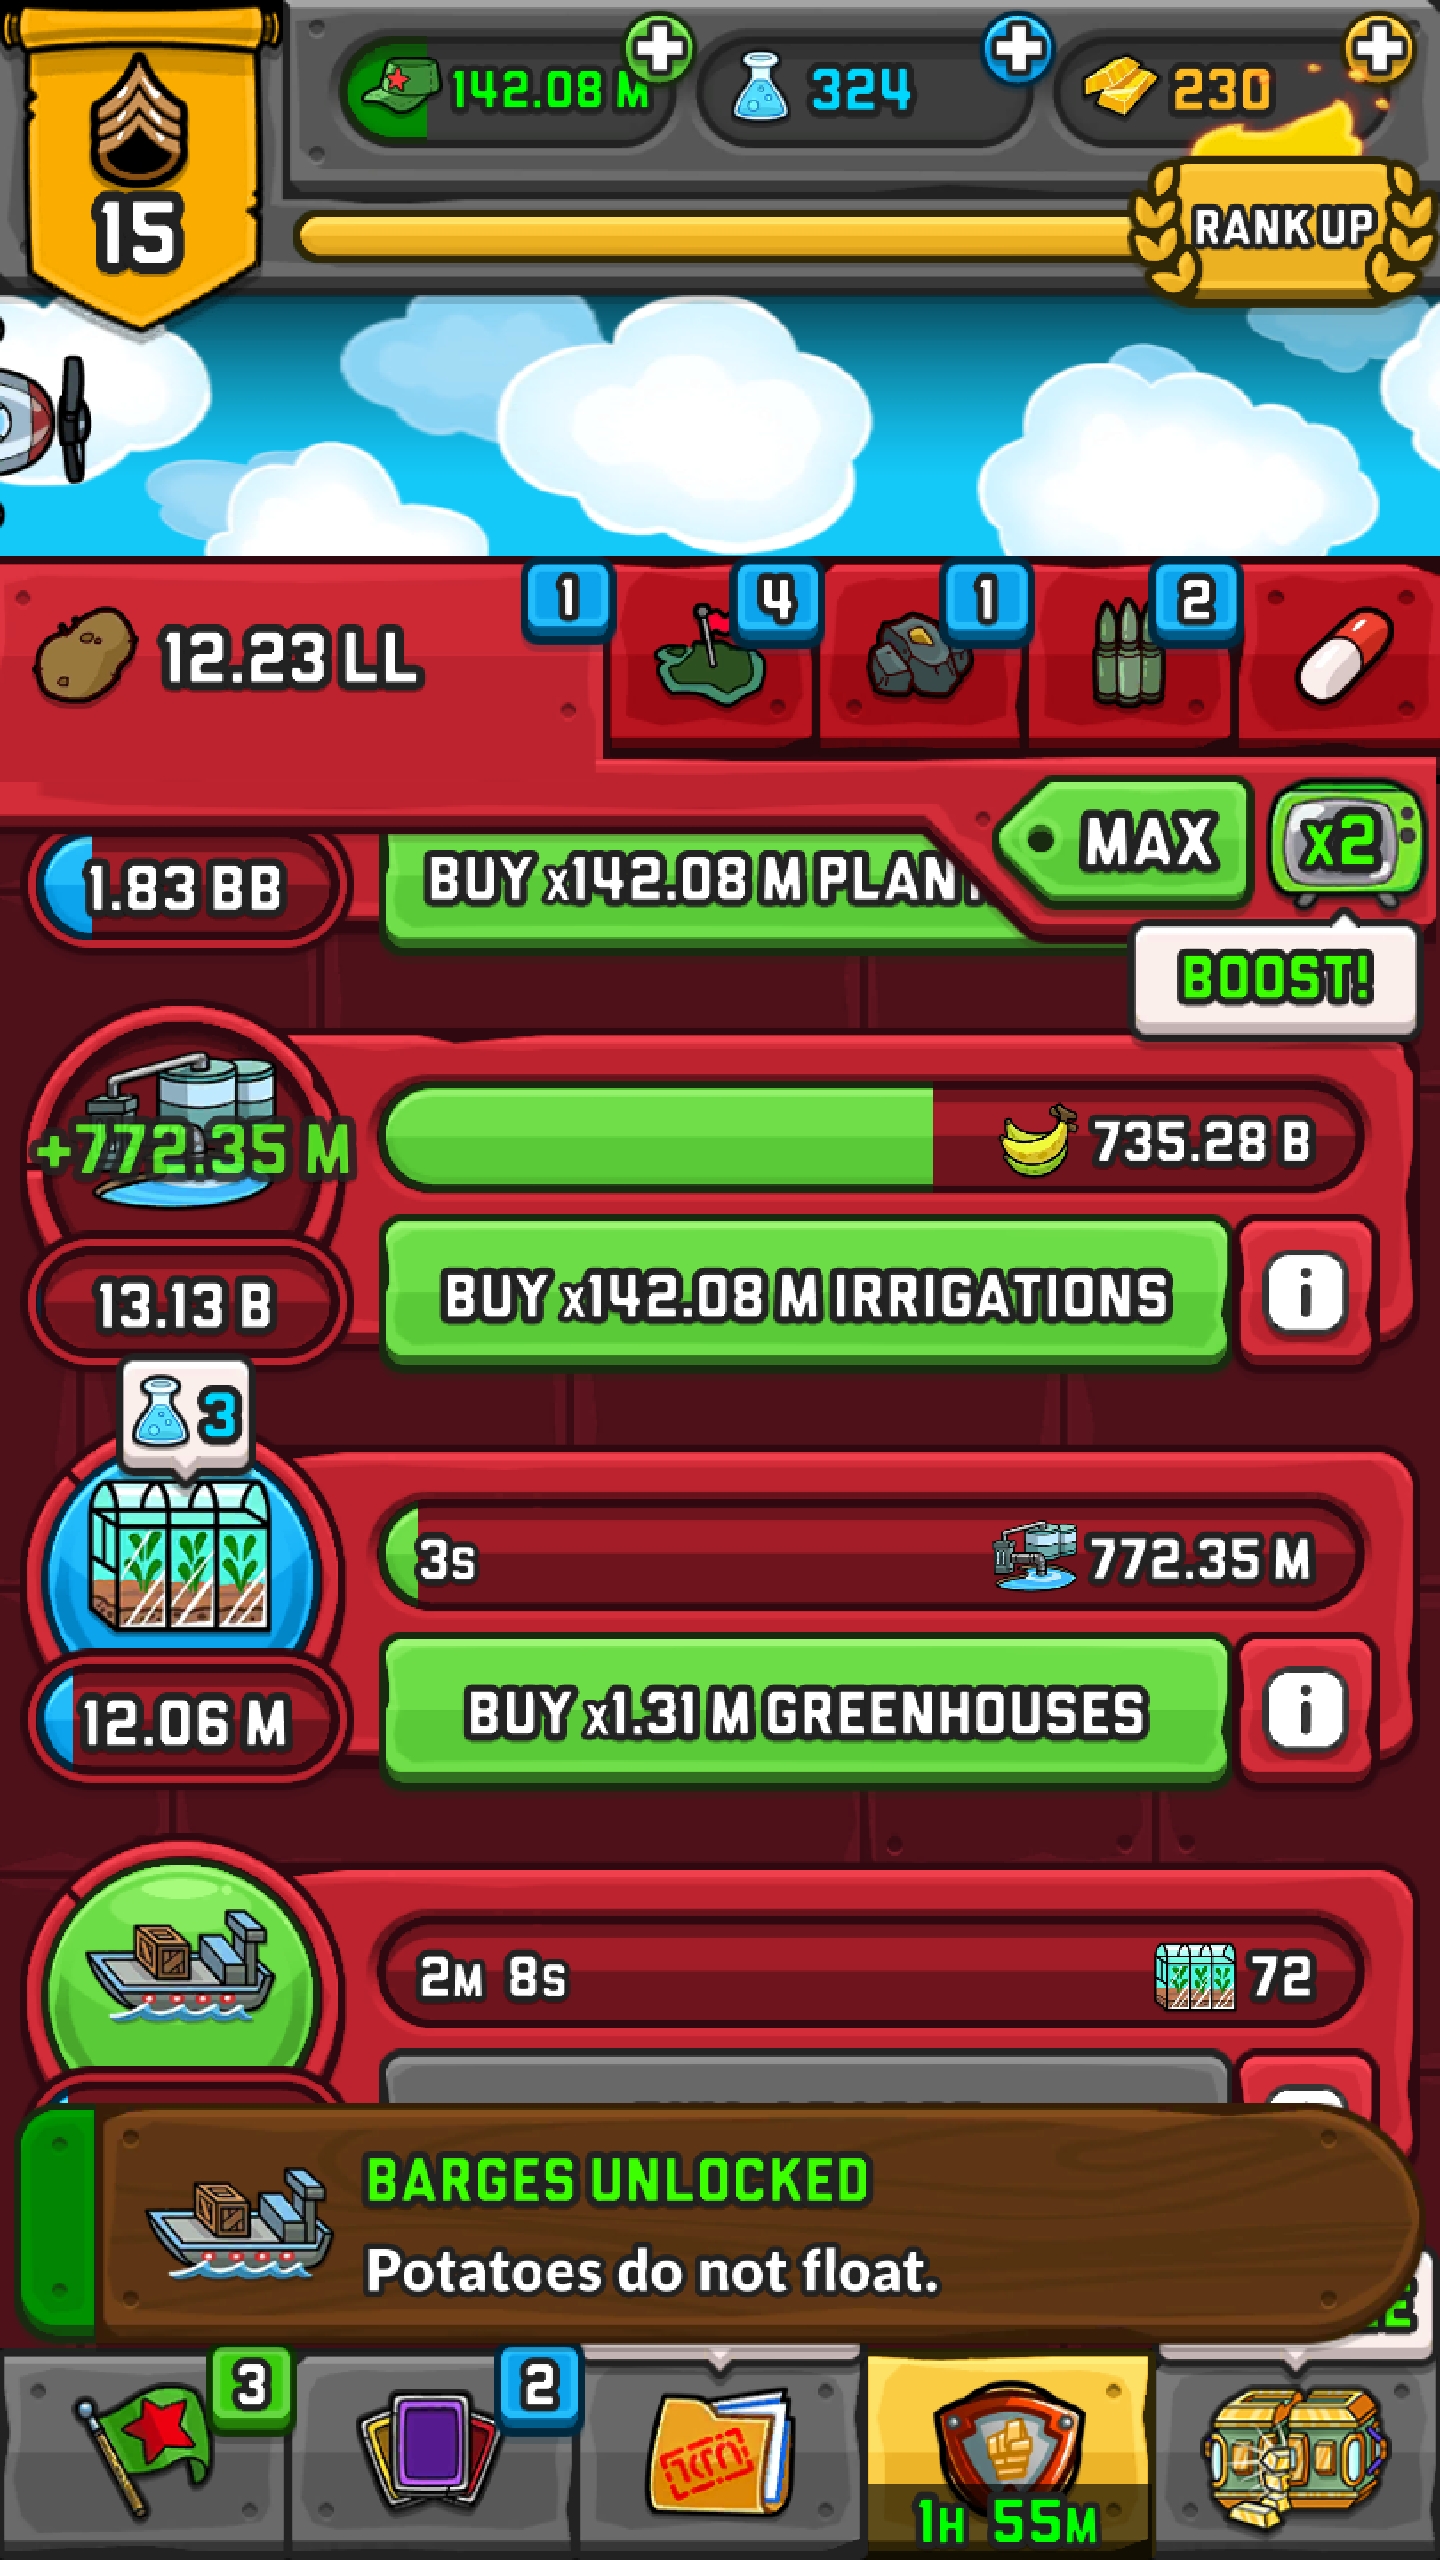 142.08 M
324
230
15
RANK UP
1
4
1
2
12.23 LL
MAX
x2
1.83 BB
BUY x142.08 M
BOOST!
+772.35 M
735.28 B
13.13 B
BUY x142.08 M IRRIGATIONS
3
3s
772.35 M
12.06 M
BUY x1.31 M GREENHOUSES
2M 8s
72
BARGES UNLOCKED
Potatoes do not float.
3
2
1H 55M